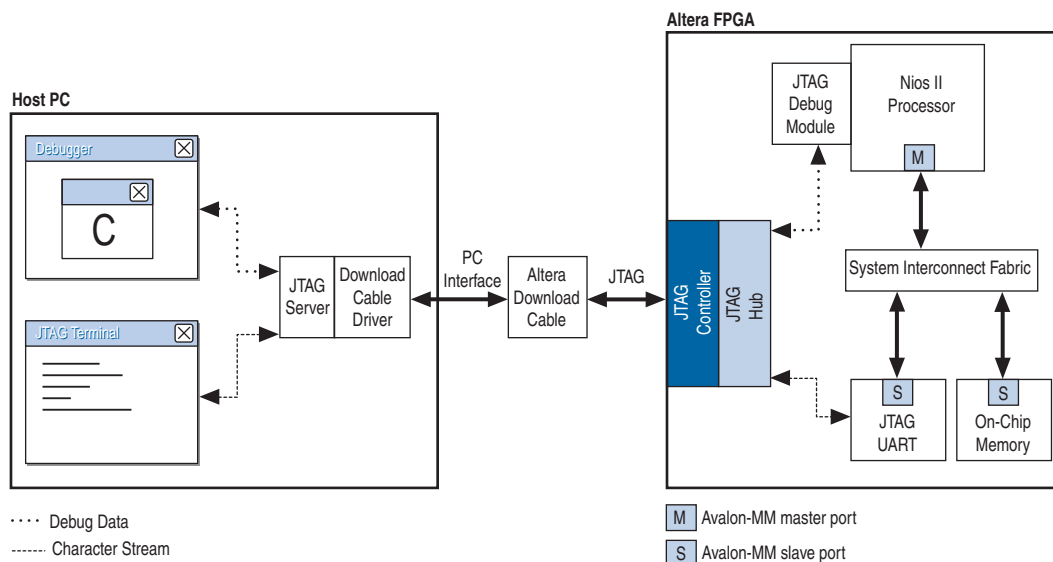 Altera FPGA
Host PC
Debugger
C
JTAG Terminal
JTAG
Server
Download
Cable
Driver
PC
Interface
Altera
Download
Cable
JTAG
JTAG
Controller
JTAG
Hub
JTAG
Debug
Module
Nios II
Processor
M
System Interconnect Fabric
S
JTAG
UART
S
On-Chip
Memory
Debug Data
Character Stream
M Avalon-MM master port
S Avalon-MM slave port